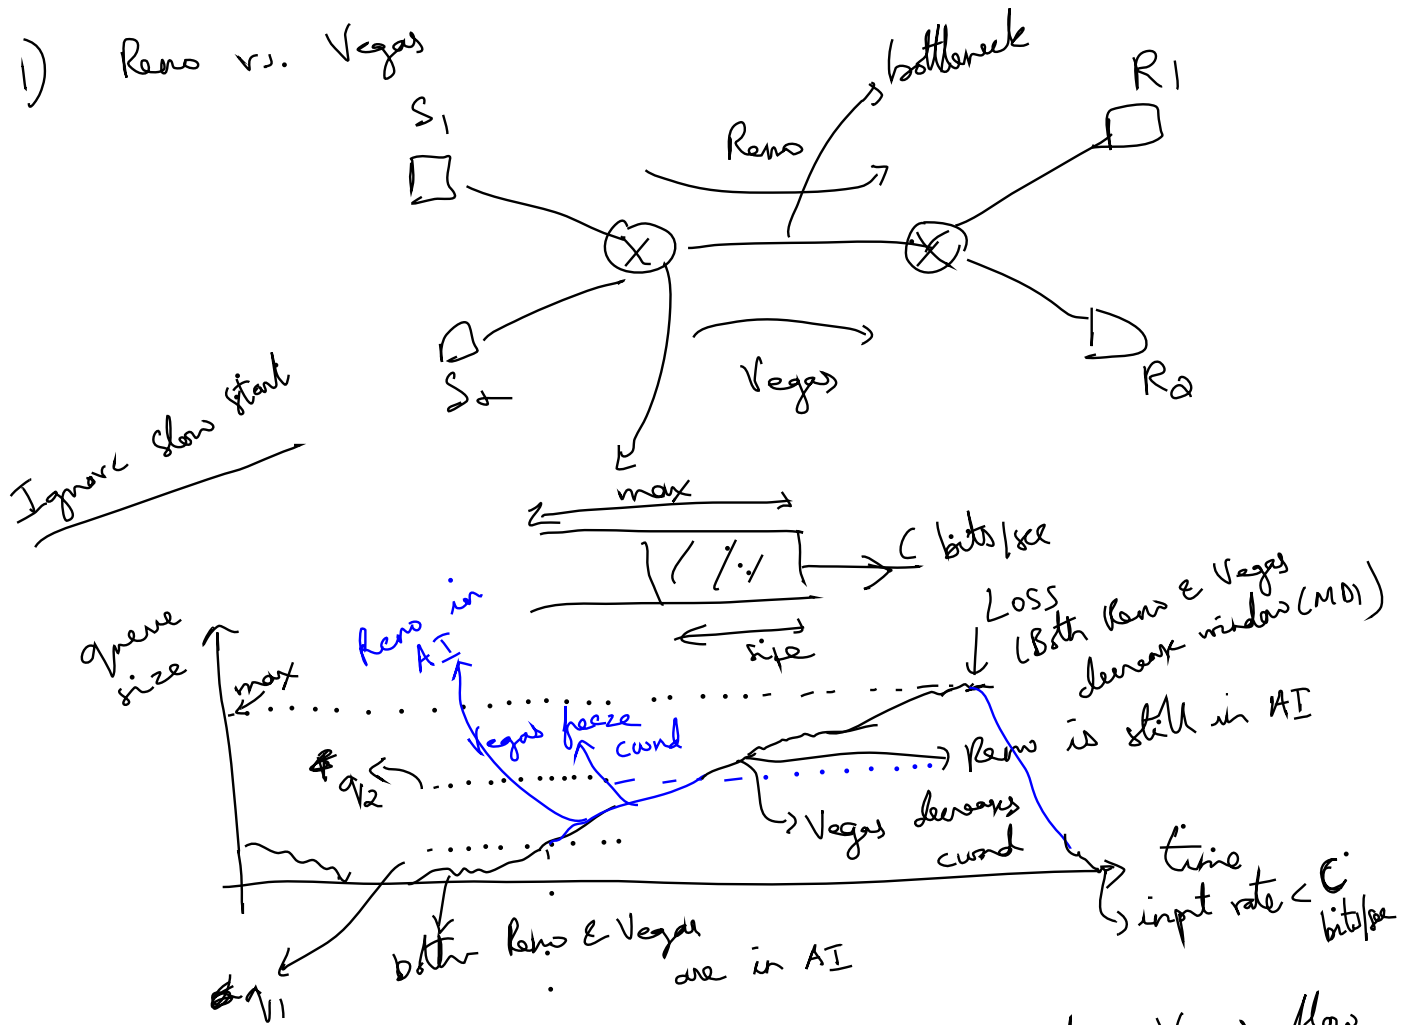 1) Reno vs. Vegas
bottleneck
S1
R1
Reno
X
X
S2
Vegas
R2
Ignore slow start
max
C bits/sec
size
queue
size
max
Reno in
AI
Vegas freeze
cwnd
Loss
(Both Reno & Vegas
decrease window (MD))
Reno is still in AI
q2
Vegas decreases
cwnd
time
input rate < C
bits/sec
q1
both Reno & Vegas
are in AI
Vegas flow